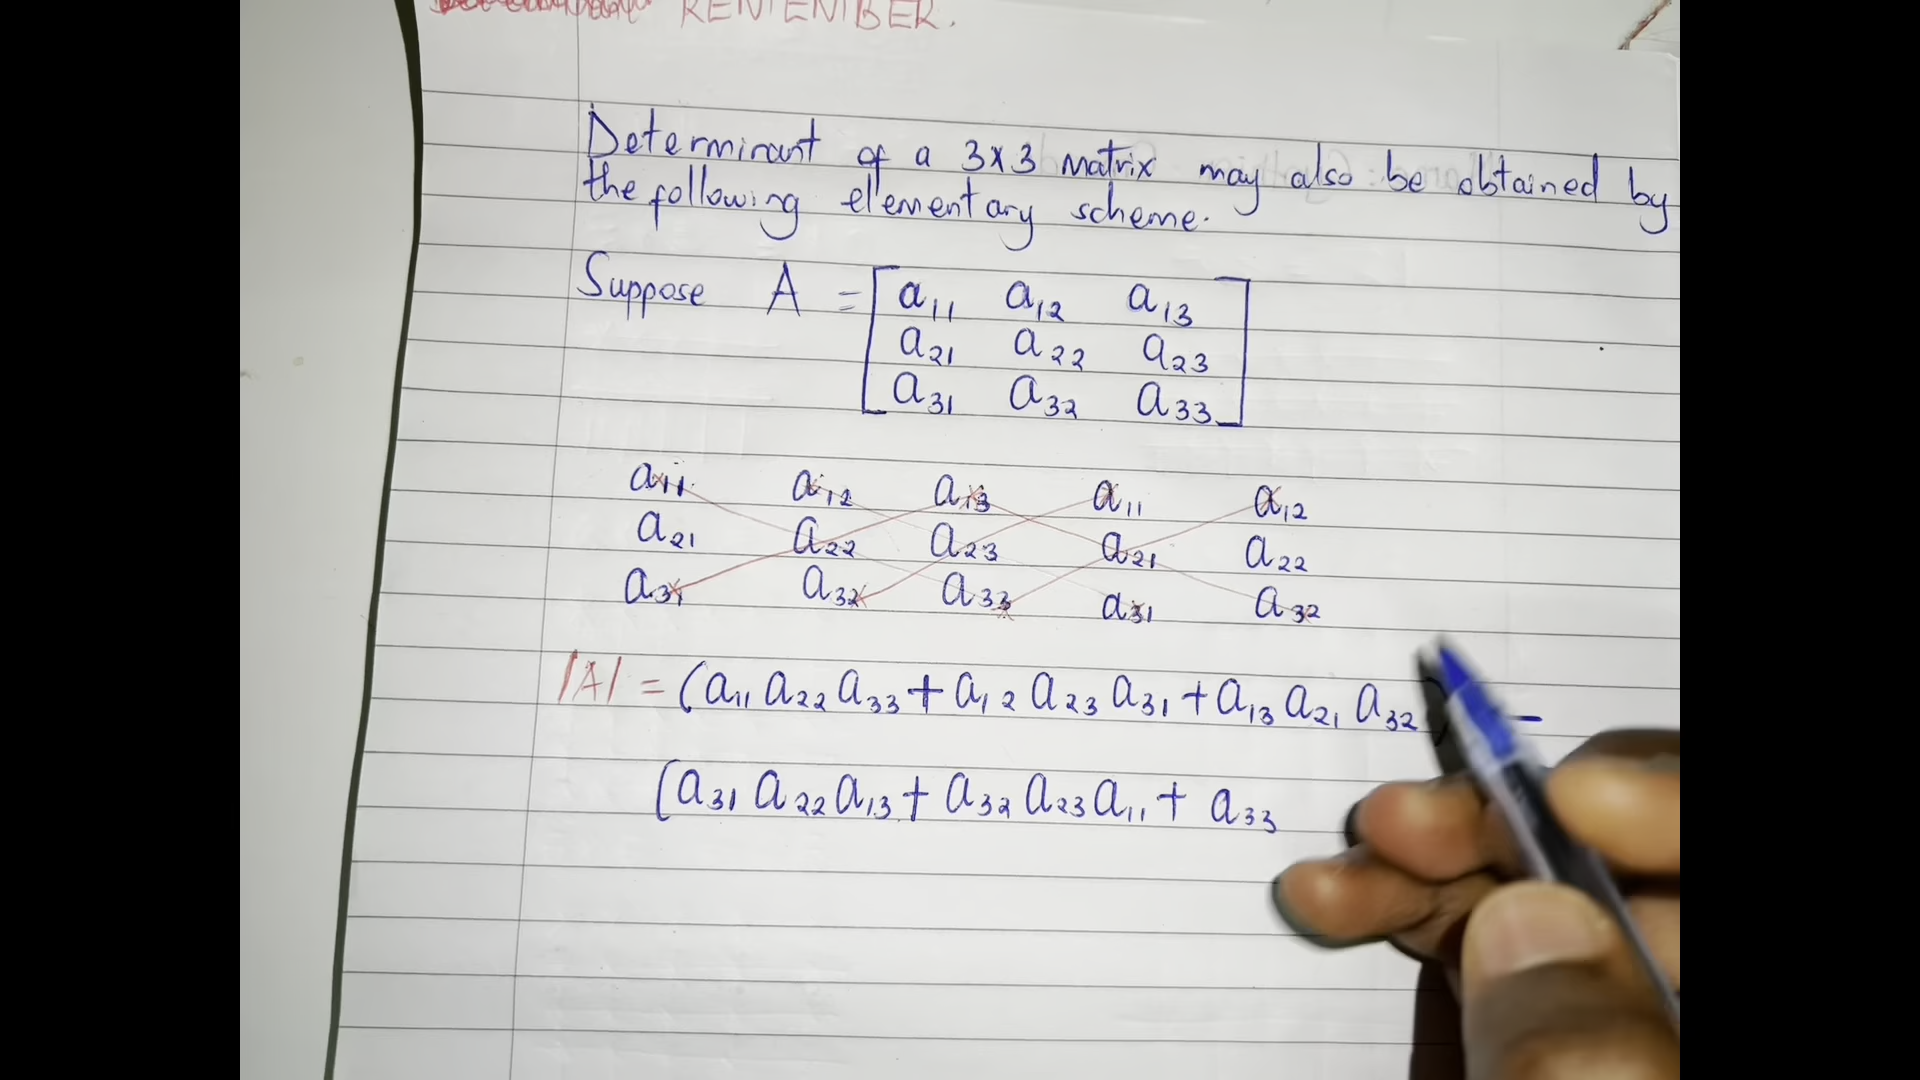 REMEMBER.
Determinant of a 3x3 Matrix may also be obtained by
the following elementary scheme.
Suppose A = [a₁₁ a₁₂ a₁₃
a₂₁ a₂₂ a₂₃
a₃₁ a₃₂ a₃₃]
a₁₁ a₁₂ a₁₃ a₁₁ a₁₂
a₂₁ a₂₂ a₂₃ a₂₁ a₂₂
a₃₁ a₃₂ a₃₃ a₃₁ a₃₂
|A| = (a₁₁ a₂₂ a₃₃ + a₁₂ a₂₃ a₃₁ + a₁₃ a₂₁ a₃₂) -
(a₃₁ a₂₂ a₁₃ + a₃₂ a₂₃ a₁₁ + a₃₃